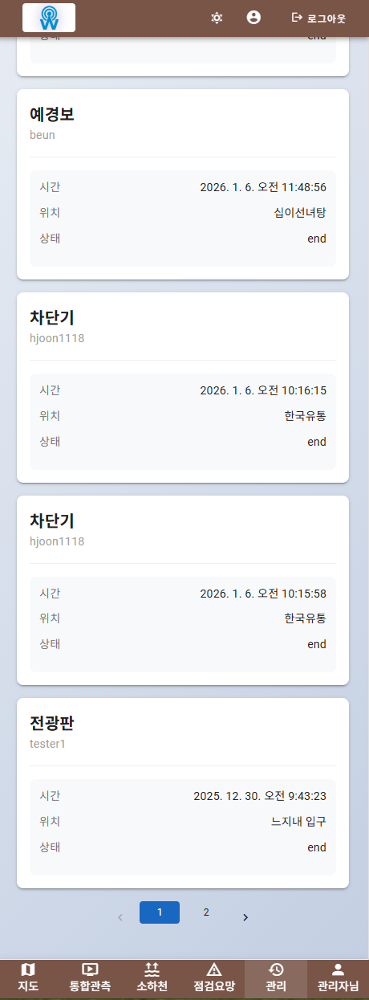 로그아웃
예경보
beun
시간 2026. 1. 6. 오전 11:48:56
위치 십이선녀탕
상태 end
차단기
hjoon1118
시간 2026. 1. 6. 오전 10:16:15
위치 한국유통
상태 end
차단기
hjoon1118
시간 2026. 1. 6. 오전 10:15:58
위치 한국유통
상태 end
전광판
tester1
시간 2025. 12. 30. 오전 9:43:23
위치 느지내 입구
상태 end
1 2
지도 통합관측 소하천 점검요망 관리 관리자님